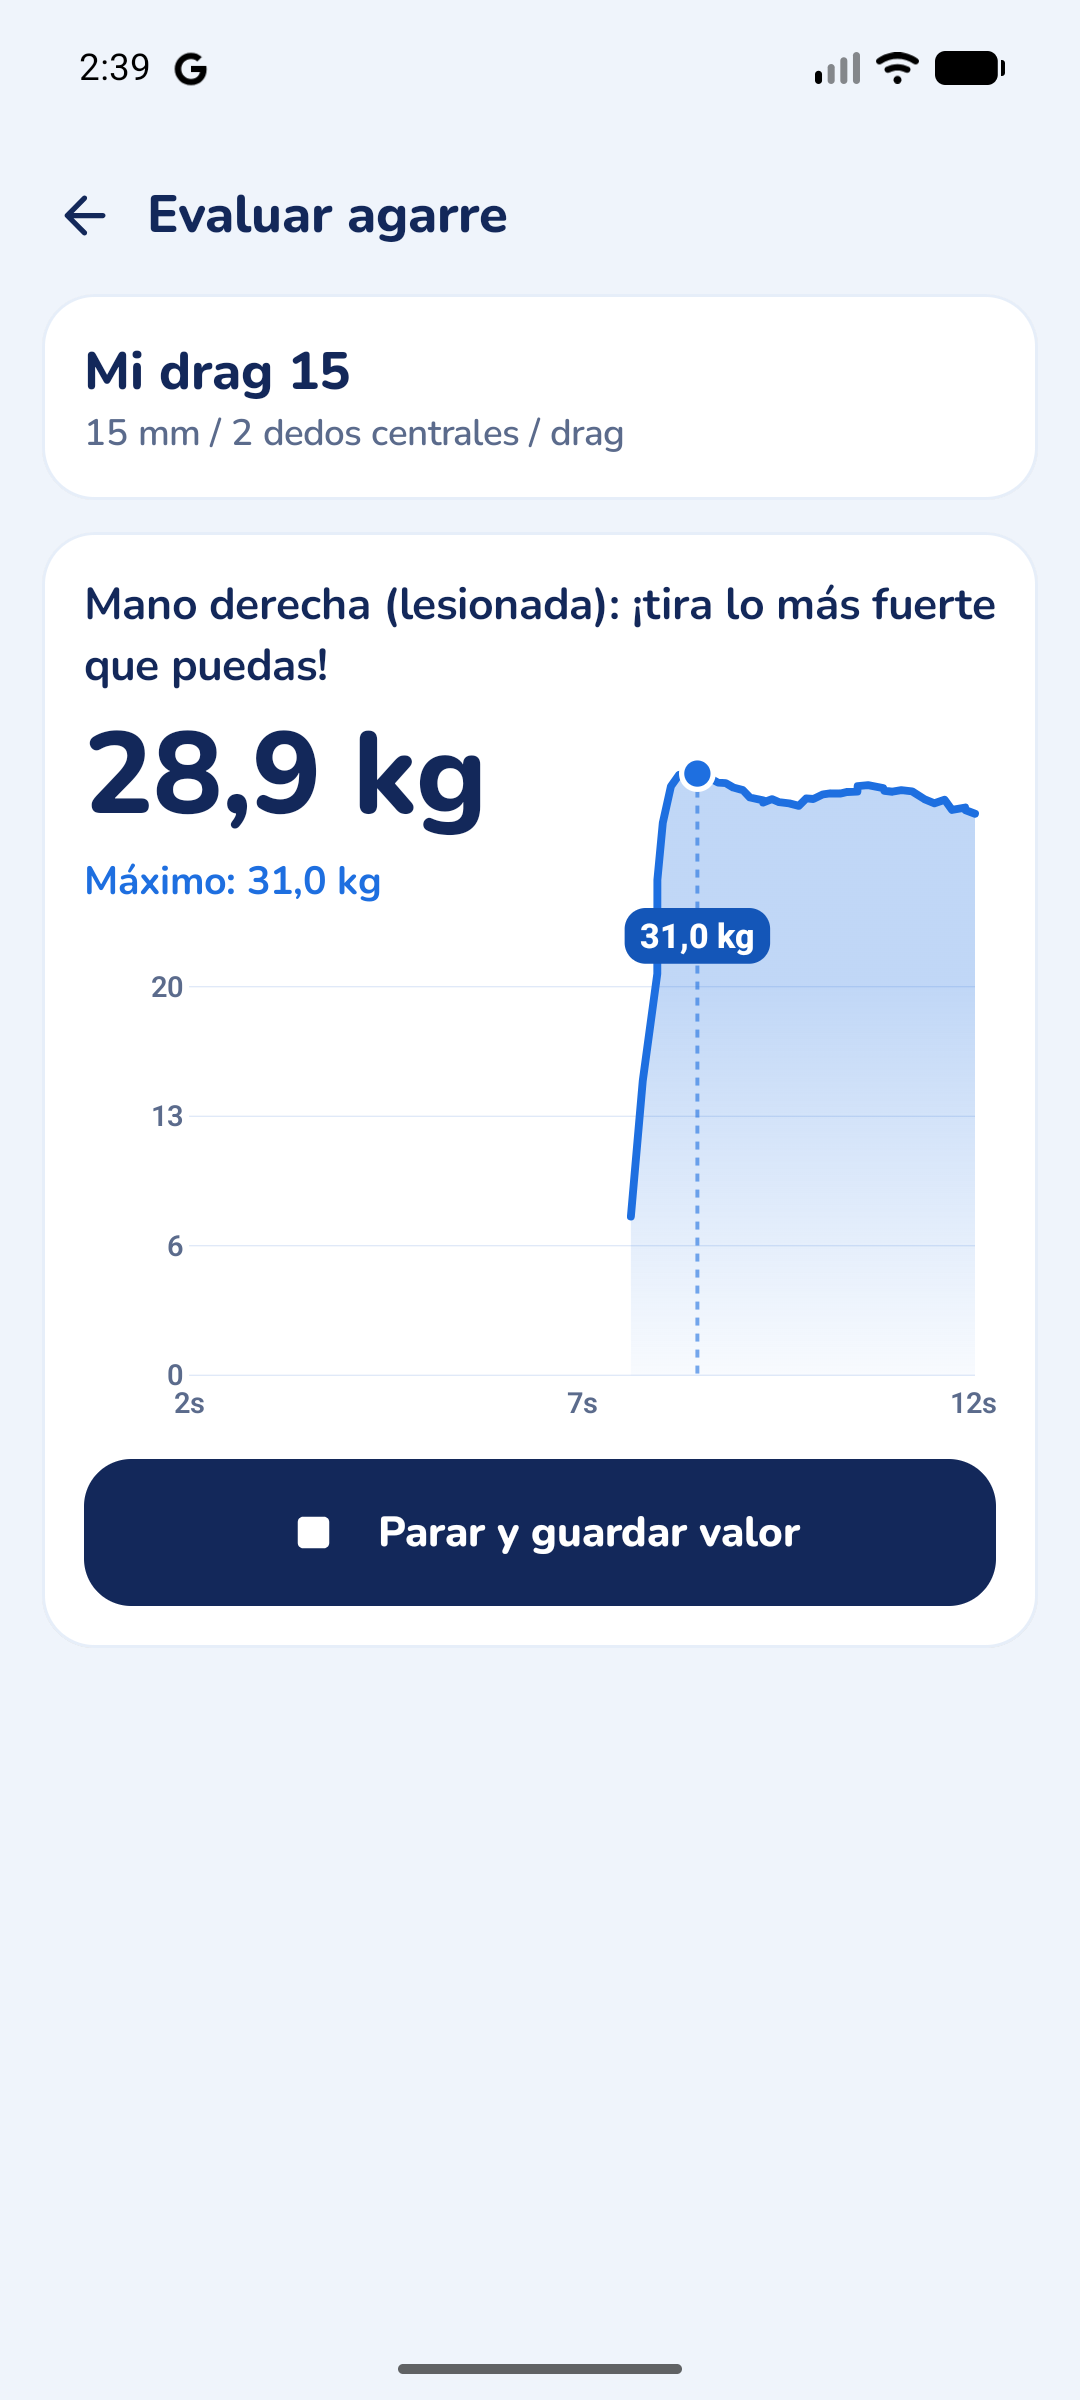 2:39
Evaluar agarre
Mi drag 15
15 mm / 2 dedos centrales / drag
Mano derecha (lesionada): ¡tira lo más fuerte
que puedas!
28,9 kg
Máximo: 31,0 kg
31,0 kg
20
13
6
0
2s 7s 12s
Parar y guardar valor